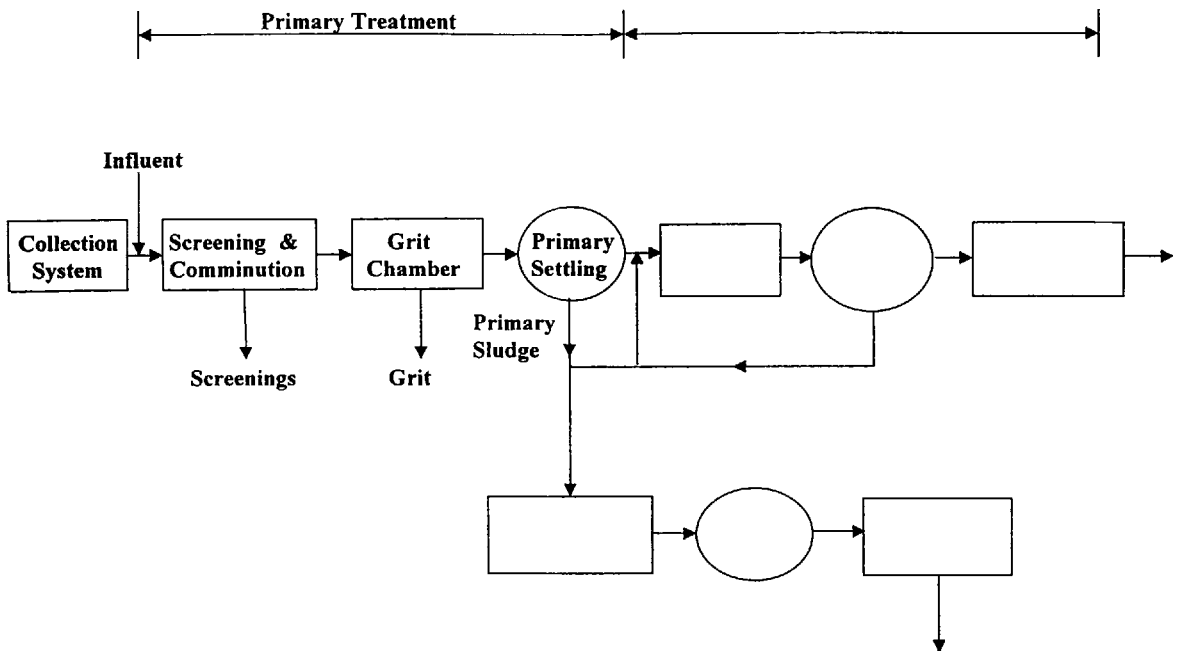 Primary Treatment
Influent
Collection
System
Screening &
Comminution
Grit
Chamber
Primary
Settling
Primary
Sludge
Screenings
Grit